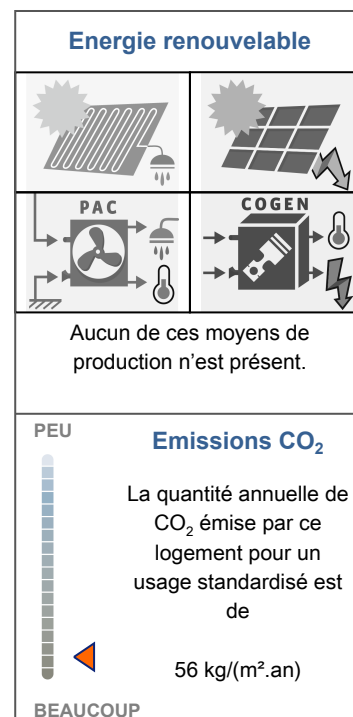 Energie renouvelable
PAC
COGEN
Aucun de ces moyens de
production n'est présent.
PEU
Emissions CO₂
La quantité annuelle de
CO₂ émise par ce
logement pour un
usage standardisé est
de
56 kg/(m².an)
BEAUCOUP